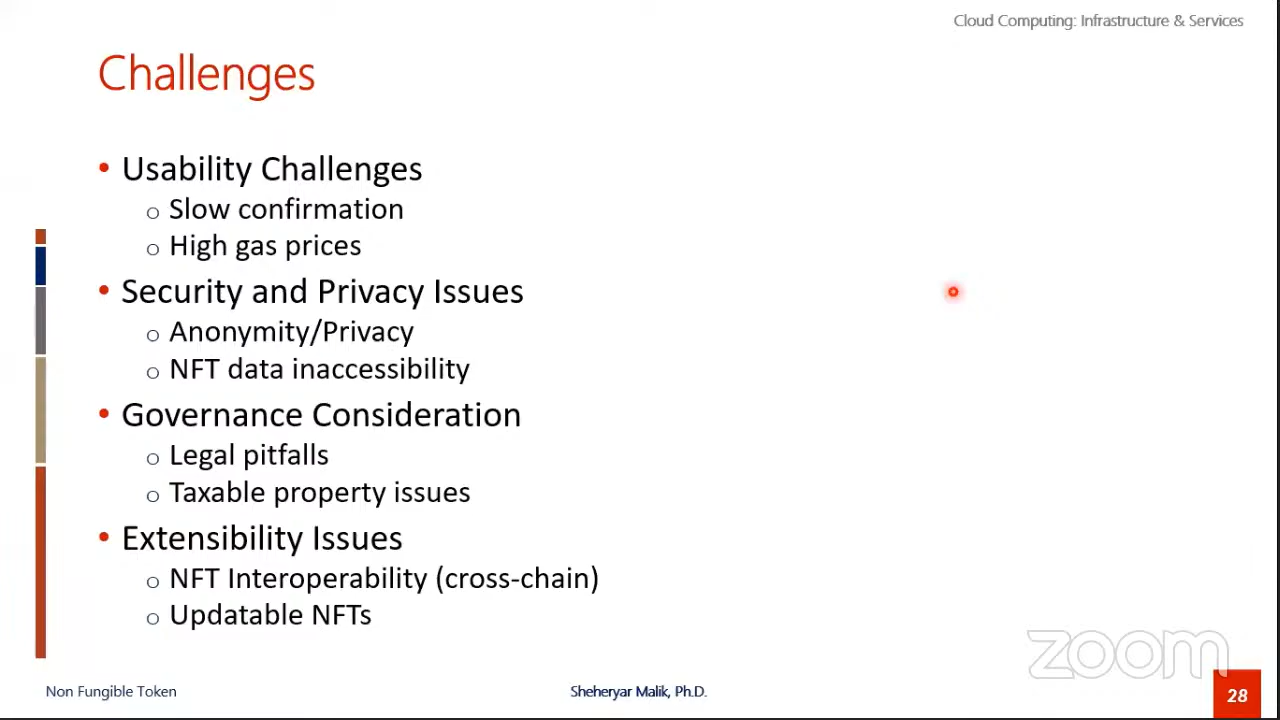 Cloud Computing: Infrastructure & Services
Challenges
• Usability Challenges
o Slow confirmation
o High gas prices
• Security and Privacy Issues
o Anonymity/Privacy
o NFT data inaccessibility
• Governance Consideration
o Legal pitfalls
o Taxable property issues
• Extensibility Issues
o NFT Interoperability (cross-chain)
o Updatable NFTs
zoom
Non Fungible Token
Sheheryar Malik, Ph.D.
28